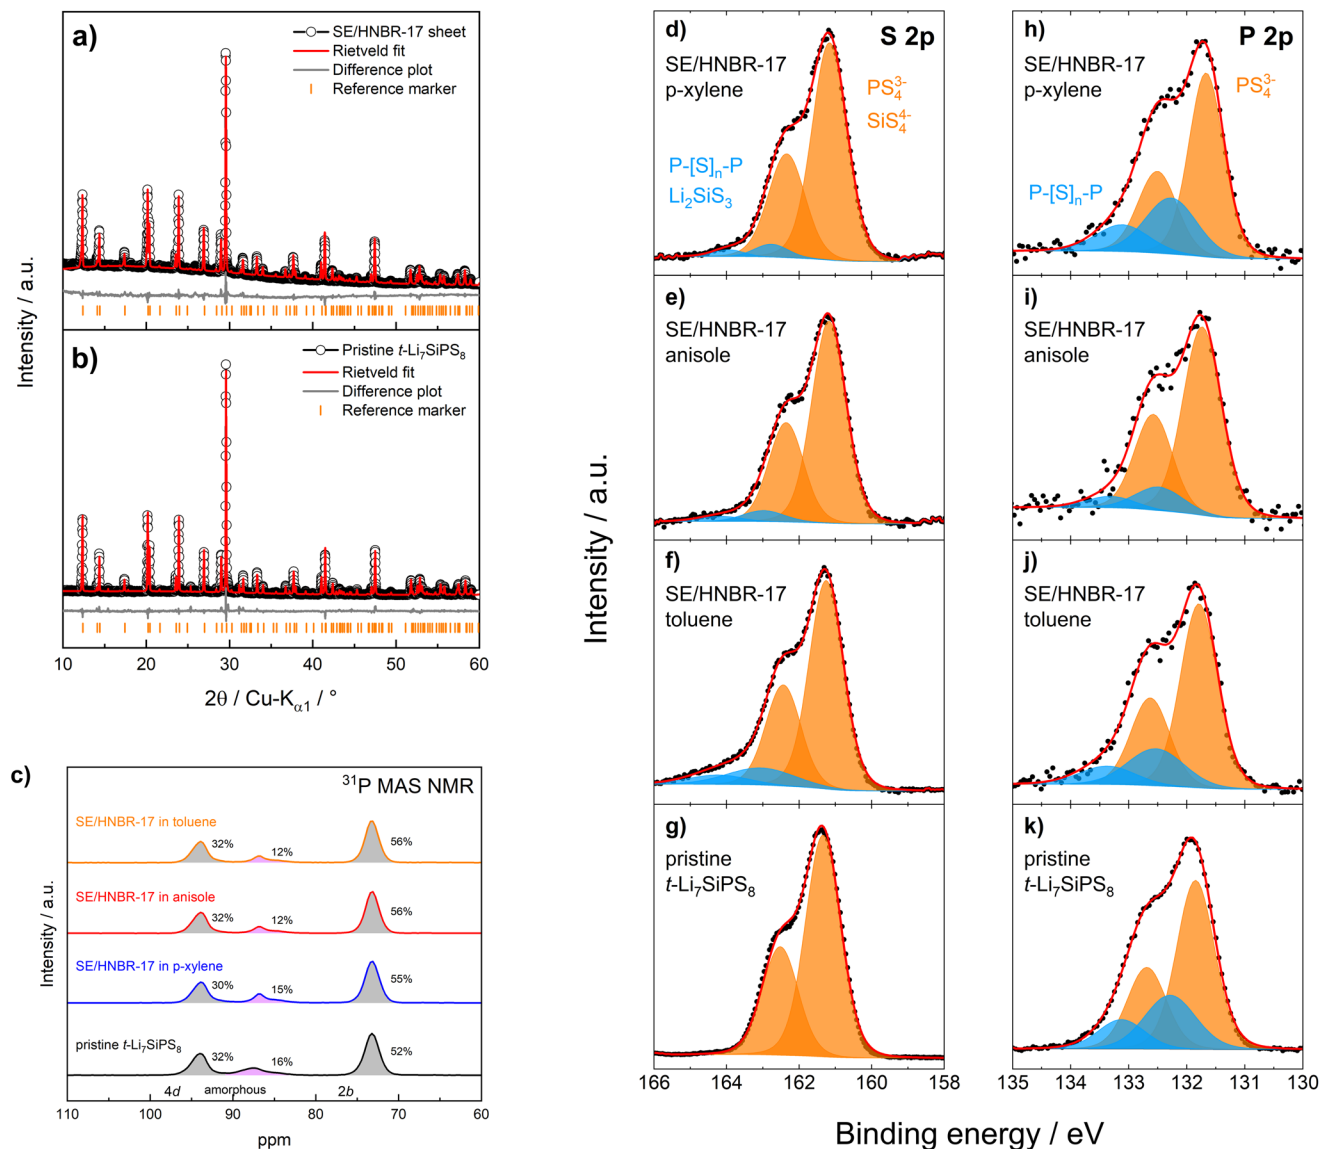 a)
SE/HNBR-17 sheet
Rietveld fit
Difference plot
Reference marker
b)
Pristine t-Li₇SiPS₈
Rietveld fit
Difference plot
Reference marker
Intensity / a.u.
10 20 30 40 50 60
2θ / Cu-Kα1 / °
c)
³¹P MAS NMR
SE/HNBR-17 in toluene
32%
12%
56%
SE/HNBR-17 in anisole
32%
12%
56%
SE/HNBR-17 in p-xylene
30%
15%
55%
pristine t-Li₇SiPS₈
32%
16%
52%
4d amorphous 2b
Intensity / a.u.
110 100 90 80 70 60
ppm
d) S 2p
SE/HNBR-17
p-xylene
PS₄³⁻
SiS₄⁴⁻
P-[S]ₙ-P
Li₂SiS₃
e)
SE/HNBR-17
anisole
f)
SE/HNBR-17
toluene
g)
pristine
t-Li₇SiPS₈
166 164 162 160 158
h) P 2p
SE/HNBR-17
p-xylene
PS₄³⁻
P-[S]ₙ-P
i)
SE/HNBR-17
anisole
j)
SE/HNBR-17
toluene
k)
pristine
t-Li₇SiPS₈
135 134 133 132 131 130
Intensity / a.u.
Binding energy / eV